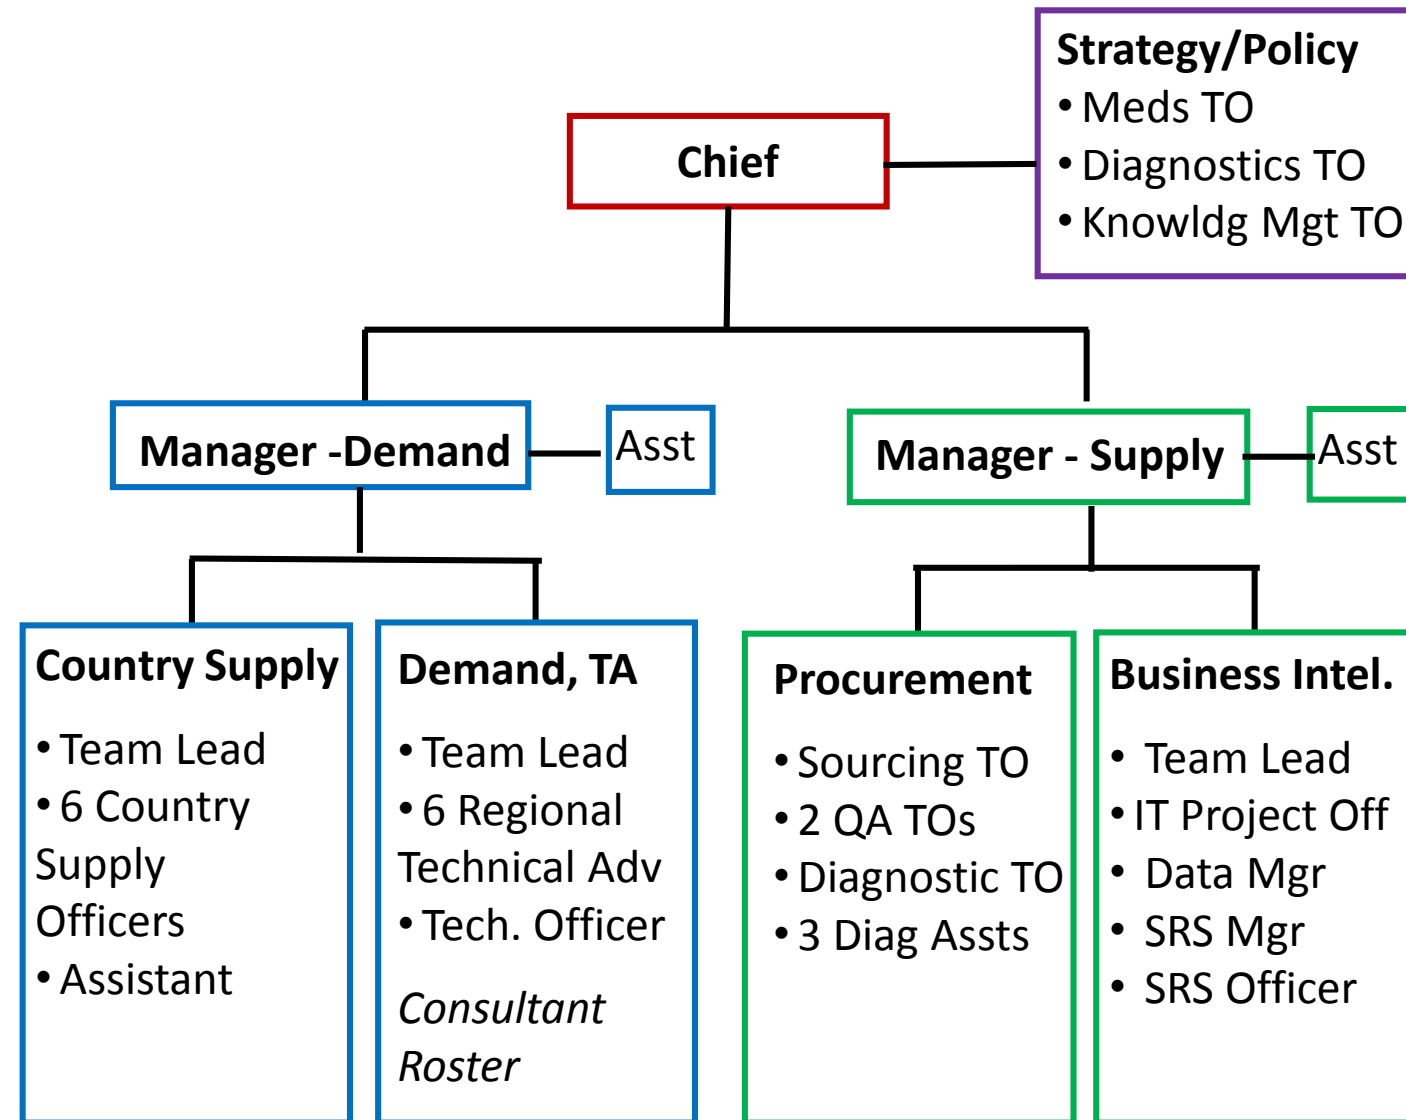 Strategy/Policy
• Meds TO
• Diagnostics TO
• Knowldg Mgt TO
Chief
Manager -Demand
Asst
Manager - Supply
Asst
Country Supply
• Team Lead
• 6 Country
Supply
Officers
• Assistant
Demand, TA
• Team Lead
• 6 Regional
Technical Adv
• Tech. Officer
Consultant
Roster
Procurement
• Sourcing TO
• 2 QA TOs
• Diagnostic TO
• 3 Diag Assts
Business Intel.
• Team Lead
• IT Project Off
• Data Mgr
• SRS Mgr
• SRS Officer